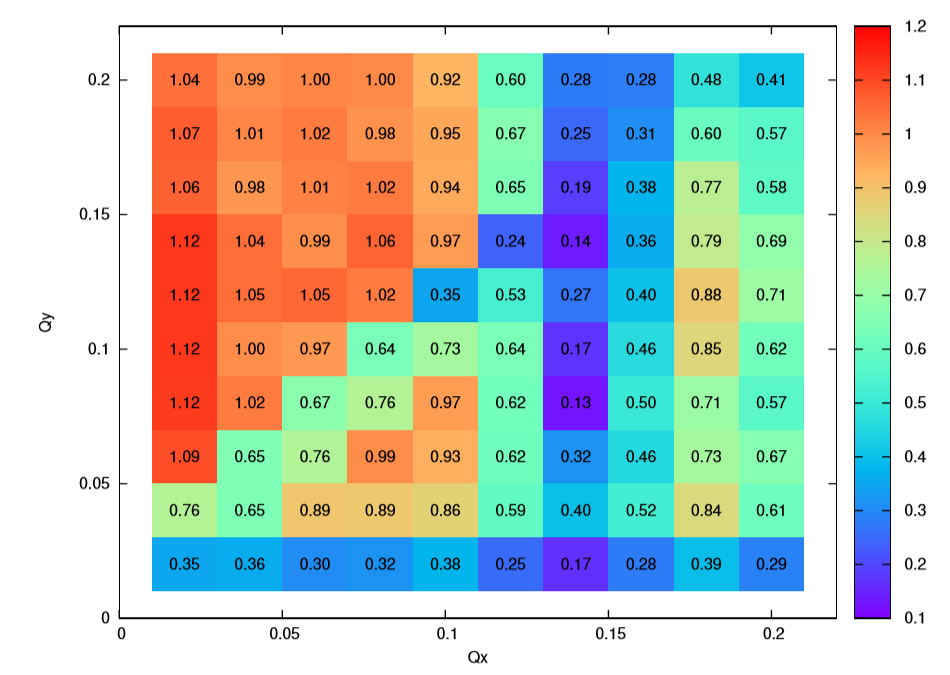 1.2
0.2 1.04 0.99 1.00 1.00 0.92 0.60 0.28 0.28 0.48 0.41 1.1
1.07 1.01 1.02 0.98 0.95 0.67 0.25 0.31 0.60 0.57 1
1.06 0.98 1.01 1.02 0.94 0.65 0.19 0.38 0.77 0.58 0.9
0.15
1.12 1.04 0.99 1.06 0.97 0.24 0.14 0.36 0.79 0.69 0.8
1.12 1.05 1.05 1.02 0.35 0.53 0.27 0.40 0.88 0.71 0.7
Qy
0.1 1.12 1.00 0.97 0.64 0.73 0.64 0.17 0.46 0.85 0.62 0.6
1.12 1.02 0.67 0.76 0.97 0.62 0.13 0.50 0.71 0.57 0.5
1.09 0.65 0.76 0.99 0.93 0.62 0.32 0.46 0.73 0.67 0.4
0.05
0.76 0.65 0.89 0.89 0.86 0.59 0.40 0.52 0.84 0.61 0.3
0.35 0.36 0.30 0.32 0.38 0.25 0.17 0.28 0.39 0.29 0.2
0 0.1
0 0.05 0.1 0.15 0.2
Qx